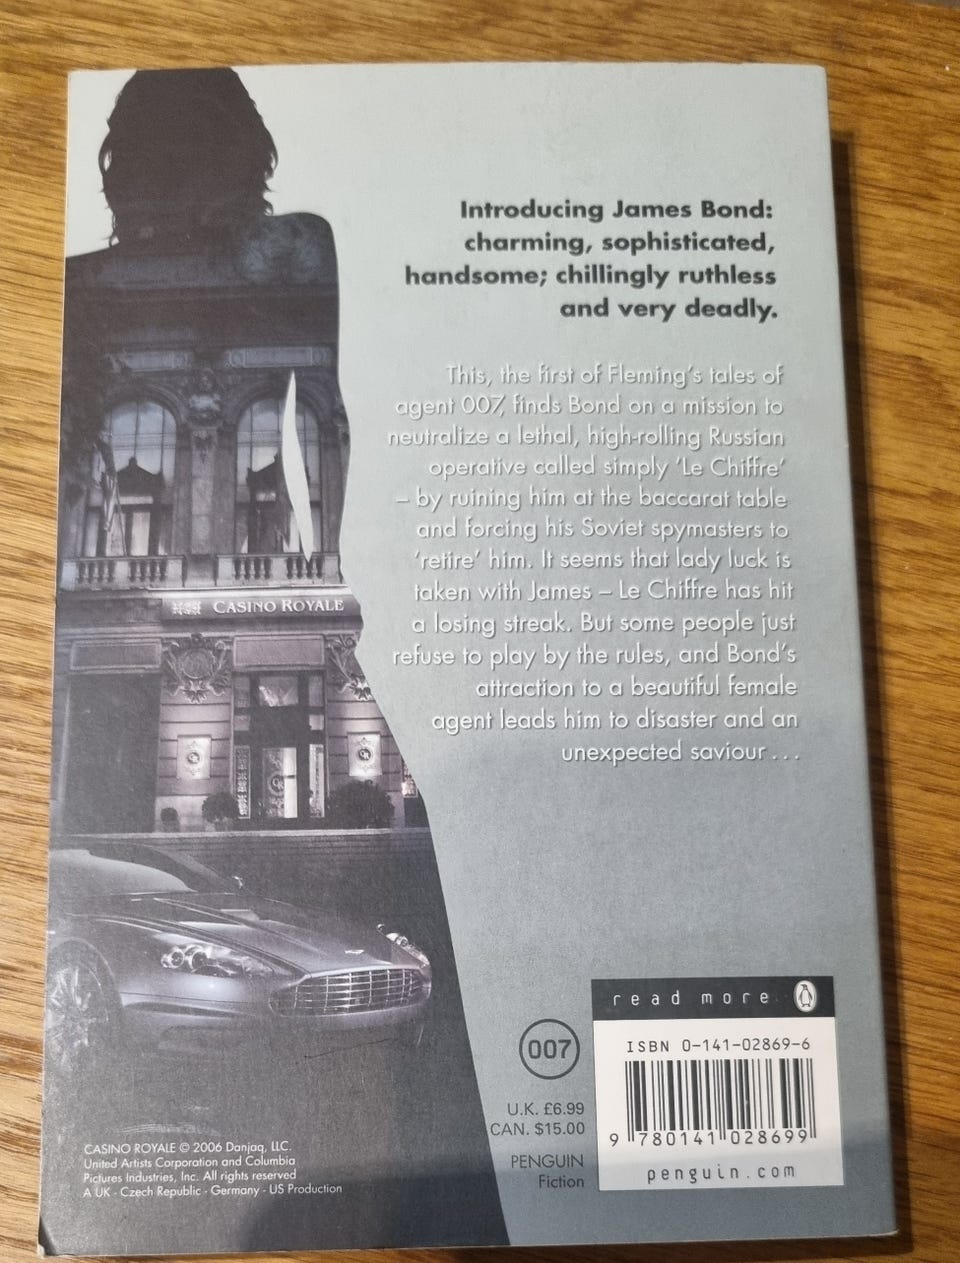 Introducing James Bond:
charming, sophisticated,
handsome; chillingly ruthless
and very deadly.
This, the first of Fleming's tales of
agent 007, finds Bond on a mission to
neutralize a lethal, high-rolling Russian
operative called simply 'Le Chiffre'
– by ruining him at the baccarat table
and forcing his Soviet spymasters to
'retire' him. It seems that lady luck is
taken with James – Le Chiffre has hit
a losing streak. But some people just
refuse to play by the rules, and Bond's
attraction to a beautiful female
agent leads him to disaster and an
unexpected saviour . . .
CASINO ROYALE
read more
ISBN 0-141-02869-6
9 780141 028699
penguin.com
007
U.K. £6.99
CAN. $15.00
PENGUIN
Fiction
CASINO ROYALE © 2006 Danjaq, LLC.
United Artists Corporation and Columbia
Pictures Industries, Inc. All rights reserved
A UK · Czech Republic · Germany · US Production